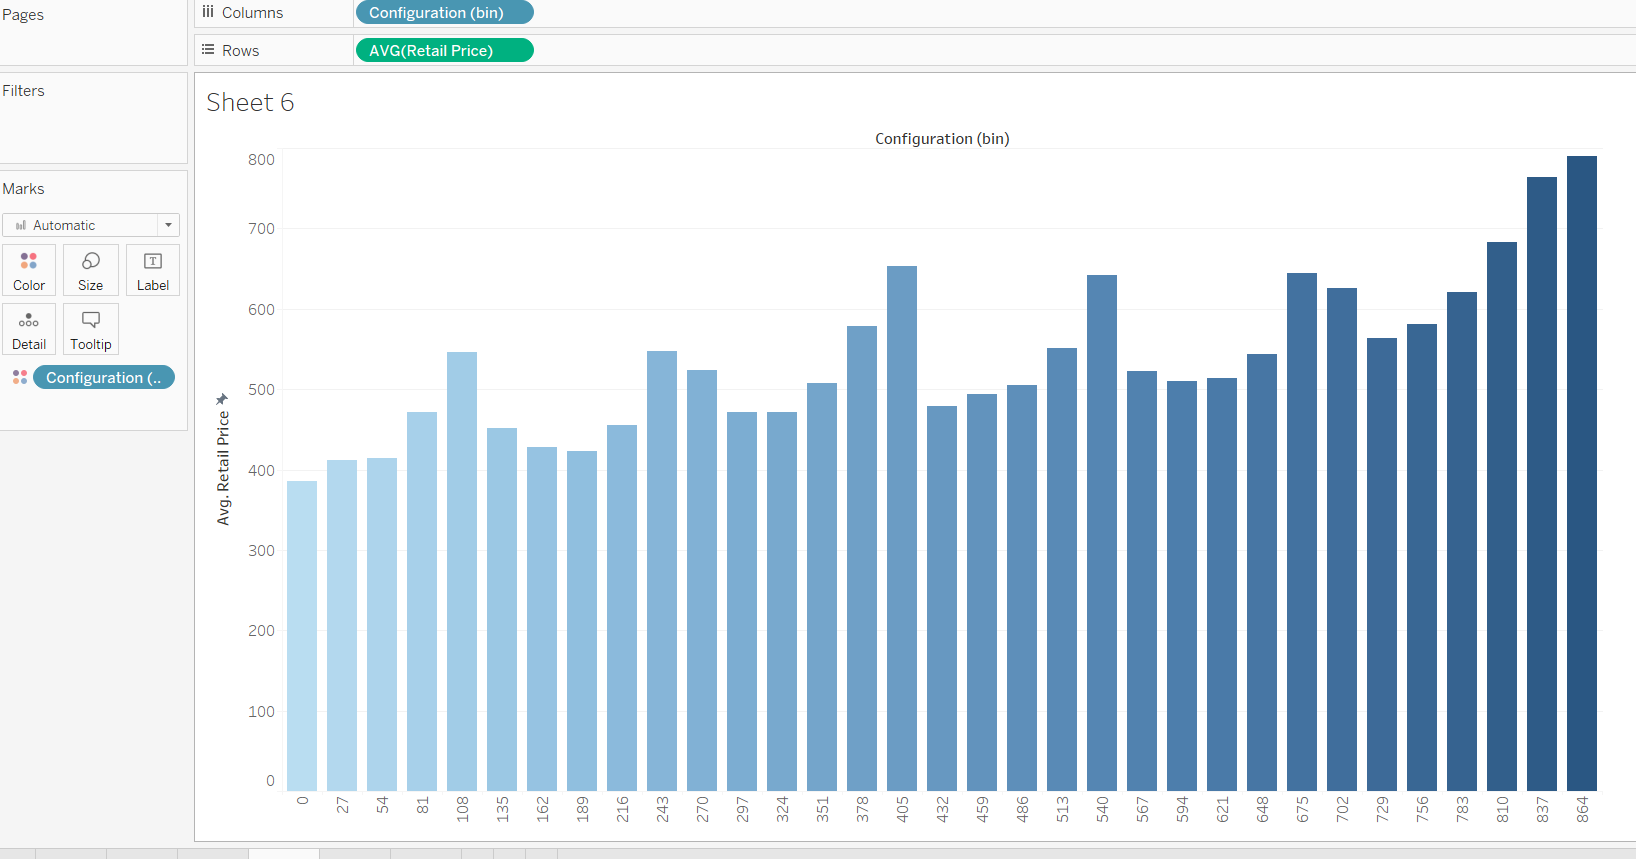 Pages
Columns Configuration (bin)
Rows AVG(Retail Price)
Filters
Marks
Automatic
Color Size Label
T
Detail Tooltip
Configuration (..
Sheet 6
Configuration (bin)
Avg. Retail Price
800
700
600
500
400
300
200
100
0
0 27 54 81 108 135 162 189 216 243 270 297 324 351 378 405 432 459 486 513 540 567 594 621 648 675 702 729 756 783 810 837 864